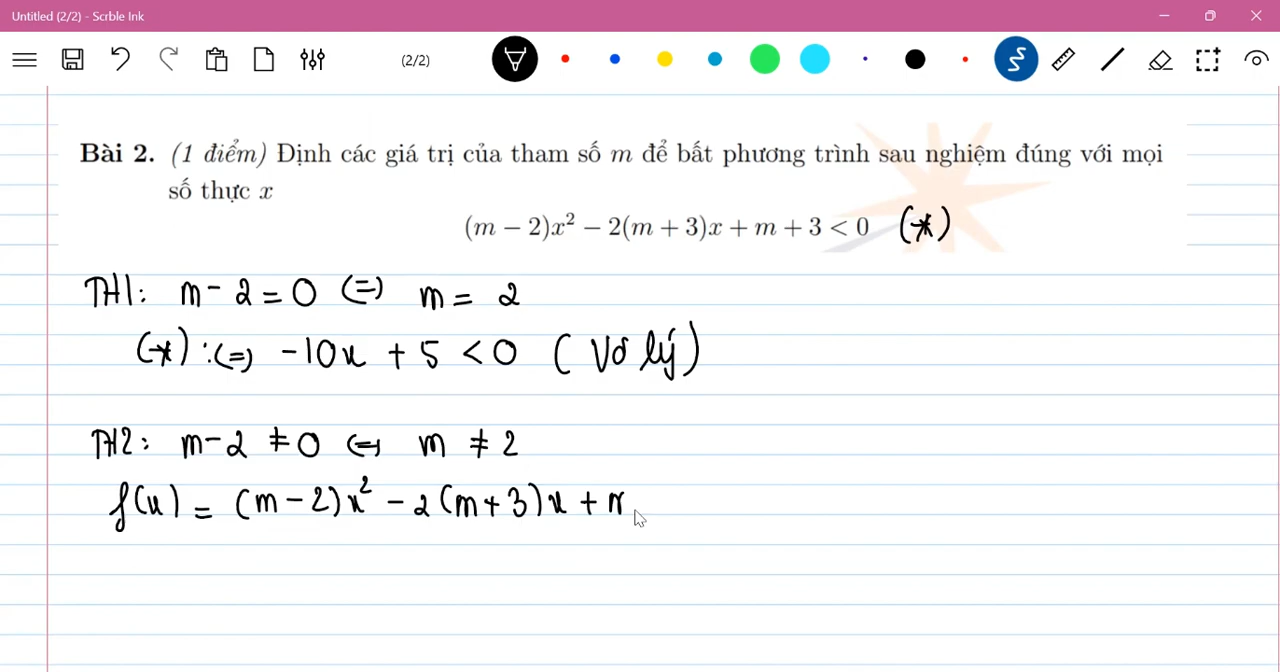 Untitled (2/2) - Scrble Ink
(2/2)
Bài 2. (1 điểm) Định các giá trị của tham số m để bất phương trình sau nghiệm đúng với mọi
số thực x
(m − 2)x² − 2(m + 3)x + m + 3 < 0 (*)
TH1: m - 2 = 0 (=) m = 2
(*) : (=) -10x + 5 < 0 ( Vô lý )
TH2: m - 2 ≠ 0 (=) m ≠ 2
f(x) = (m - 2)x² - 2(m + 3)x + m